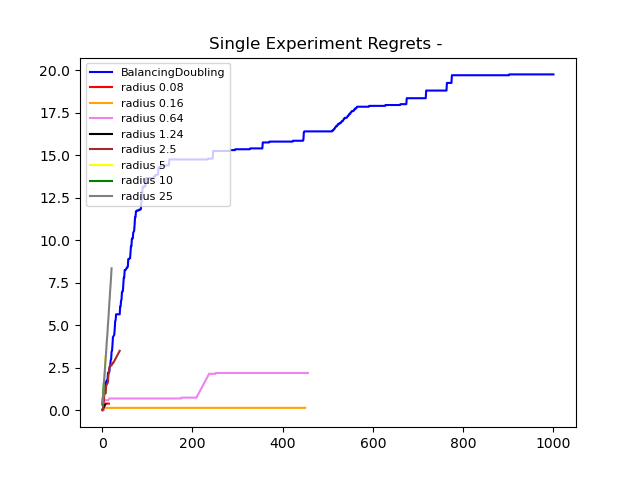 Single Experiment Regrets -
20.0
17.5
15.0
12.5
10.0
7.5
5.0
2.5
0.0
BalancingDoubling
radius 0.08
radius 0.16
radius 0.64
radius 1.24
radius 2.5
radius 5
radius 10
radius 25
0
200
400
600
800
1000